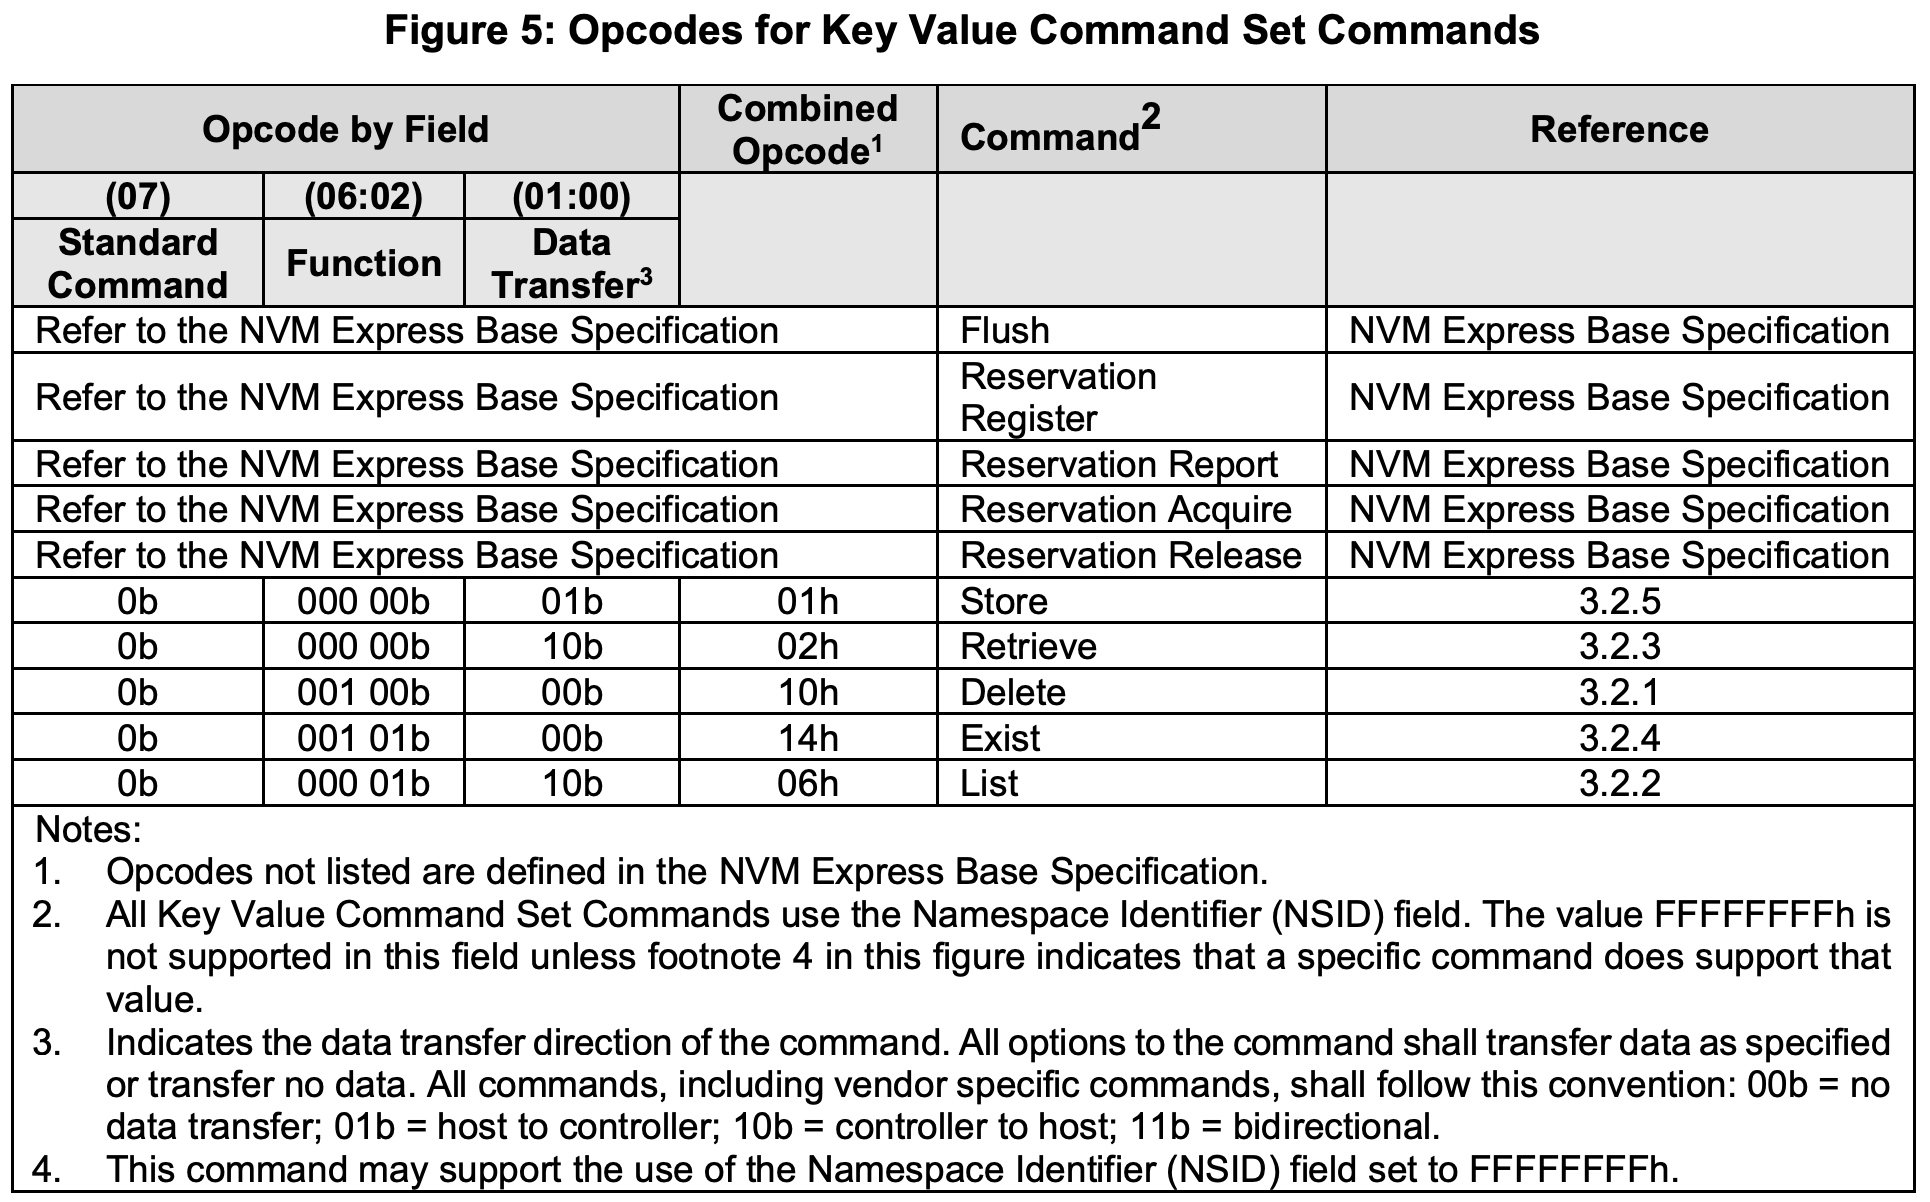 Figure 5: Opcodes for Key Value Command Set Commands
Opcode by Field
Combined
Opcode1
Command2
Reference
(07)
(06:02)
(01:00)
Standard
Command
Function
Data
Transfer3
Refer to the NVM Express Base Specification Flush NVM Express Base Specification
Refer to the NVM Express Base Specification
Reservation
Register
NVM Express Base Specification
Refer to the NVM Express Base Specification Reservation Report NVM Express Base Specification
Refer to the NVM Express Base Specification Reservation Acquire NVM Express Base Specification
Refer to the NVM Express Base Specification Reservation Release NVM Express Base Specification
0b 000 00b 01b 01h Store 3.2.5
0b 000 00b 10b 02h Retrieve 3.2.3
0b 001 00b 00b 10h Delete 3.2.1
0b 001 01b 00b 14h Exist 3.2.4
0b 000 01b 10b 06h List 3.2.2
Notes:
1. Opcodes not listed are defined in the NVM Express Base Specification.
2. All Key Value Command Set Commands use the Namespace Identifier (NSID) field. The value FFFFFFFFh is
not supported in this field unless footnote 4 in this figure indicates that a specific command does support that
value.
3. Indicates the data transfer direction of the command. All options to the command shall transfer data as specified
or transfer no data. All commands, including vendor specific commands, shall follow this convention: 00b = no
data transfer; 01b = host to controller; 10b = controller to host; 11b = bidirectional.
4. This command may support the use of the Namespace Identifier (NSID) field set to FFFFFFFFh.